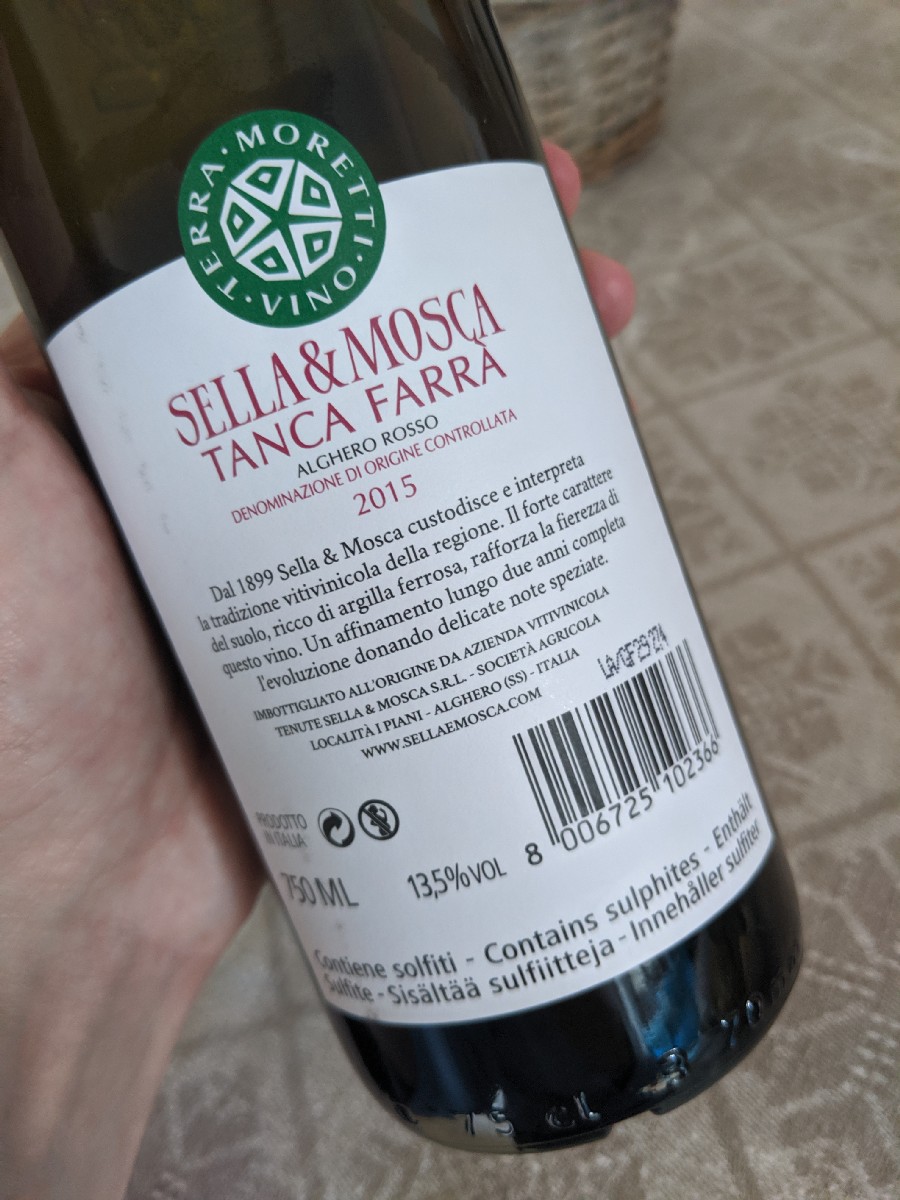 TERRA · MORETTI · VINO ·
SELLA&MOSCA
TANCA FARRÀ
ALGHERO ROSSO
DENOMINAZIONE DI ORIGINE CONTROLLATA
2015
Dal 1899 Sella & Mosca custodisce e interpreta
la tradizione vitivinicola della regione. Il forte carattere
del suolo, ricco di argilla ferrosa, rafforza la fierezza di
questo vino. Un affinamento lungo due anni completa
l'evoluzione donando delicate note speziate.
IMBOTTIGLIATO ALL'ORIGINE DA AZIENDA VITIVINICOLA
TENUTE SELLA & MOSCA S.R.L. - SOCIETÀ AGRICOLA
LOCALITÀ I PIANI - ALGHERO (SS) - ITALIA
WWW.SELLAEMOSCA.COM
PRODOTTO
IN ITALIA
8 006725 102366
750 ML
13,5%VOL
Contiene solfiti - Contains sulphites - Enthält
Sulfite - Sisältää sulfiitteja - Innehåller sulfiter
75 CL